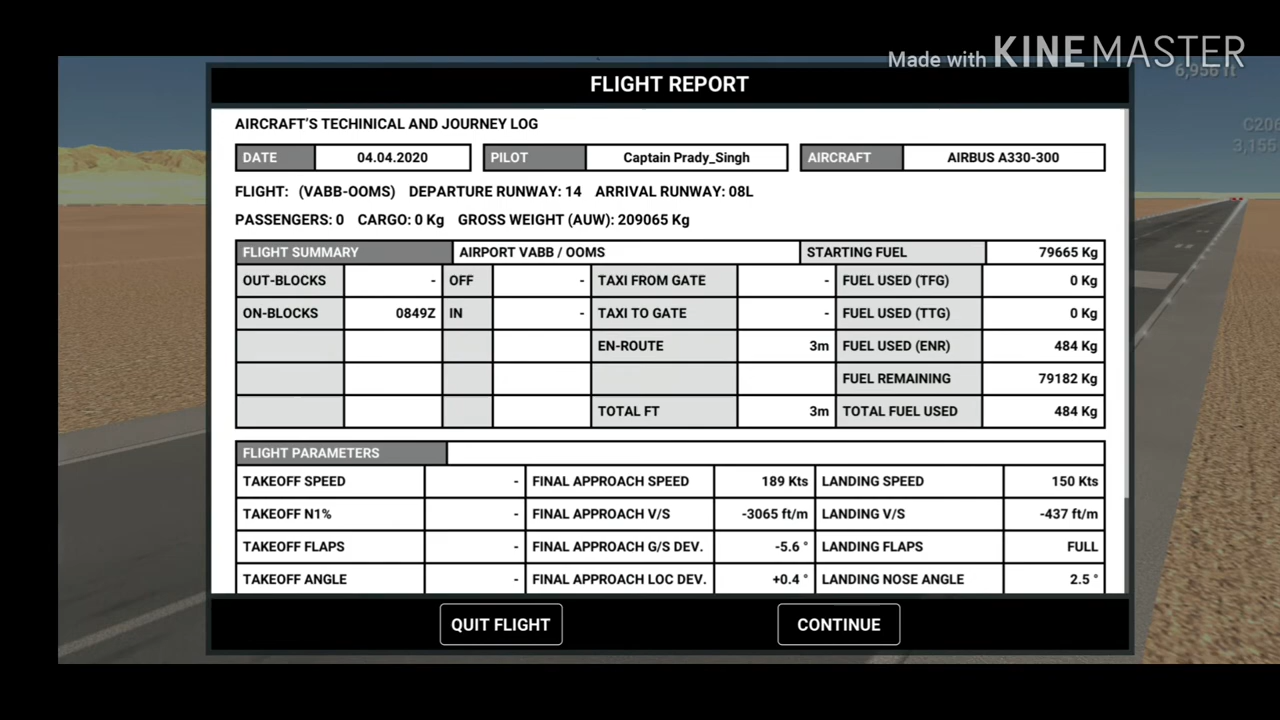 Made with KINEMASTER
6,956 ft
FLIGHT REPORT
AIRCRAFT'S TECHINICAL AND JOURNEY LOG
C206
3,155
DATE 04.04.2020 PILOT Captain Prady_Singh AIRCRAFT AIRBUS A330-300
FLIGHT: (VABB-OOMS) DEPARTURE RUNWAY: 14 ARRIVAL RUNWAY: 08L
PASSENGERS: 0 CARGO: 0 Kg GROSS WEIGHT (AUW): 209065 Kg
FLIGHT SUMMARY AIRPORT VABB / OOMS STARTING FUEL 79665 Kg
OUT-BLOCKS - OFF - TAXI FROM GATE - FUEL USED (TFG) 0 Kg
ON-BLOCKS 0849Z IN - TAXI TO GATE - FUEL USED (TTG) 0 Kg
EN-ROUTE 3m FUEL USED (ENR) 484 Kg
FUEL REMAINING 79182 Kg
TOTAL FT 3m TOTAL FUEL USED 484 Kg
FLIGHT PARAMETERS
TAKEOFF SPEED - FINAL APPROACH SPEED 189 Kts LANDING SPEED 150 Kts
TAKEOFF N1% - FINAL APPROACH V/S -3065 ft/m LANDING V/S -437 ft/m
TAKEOFF FLAPS - FINAL APPROACH G/S DEV. -5.6 ° LANDING FLAPS FULL
TAKEOFF ANGLE - FINAL APPROACH LOC DEV. +0.4 ° LANDING NOSE ANGLE 2.5 °
QUIT FLIGHT CONTINUE